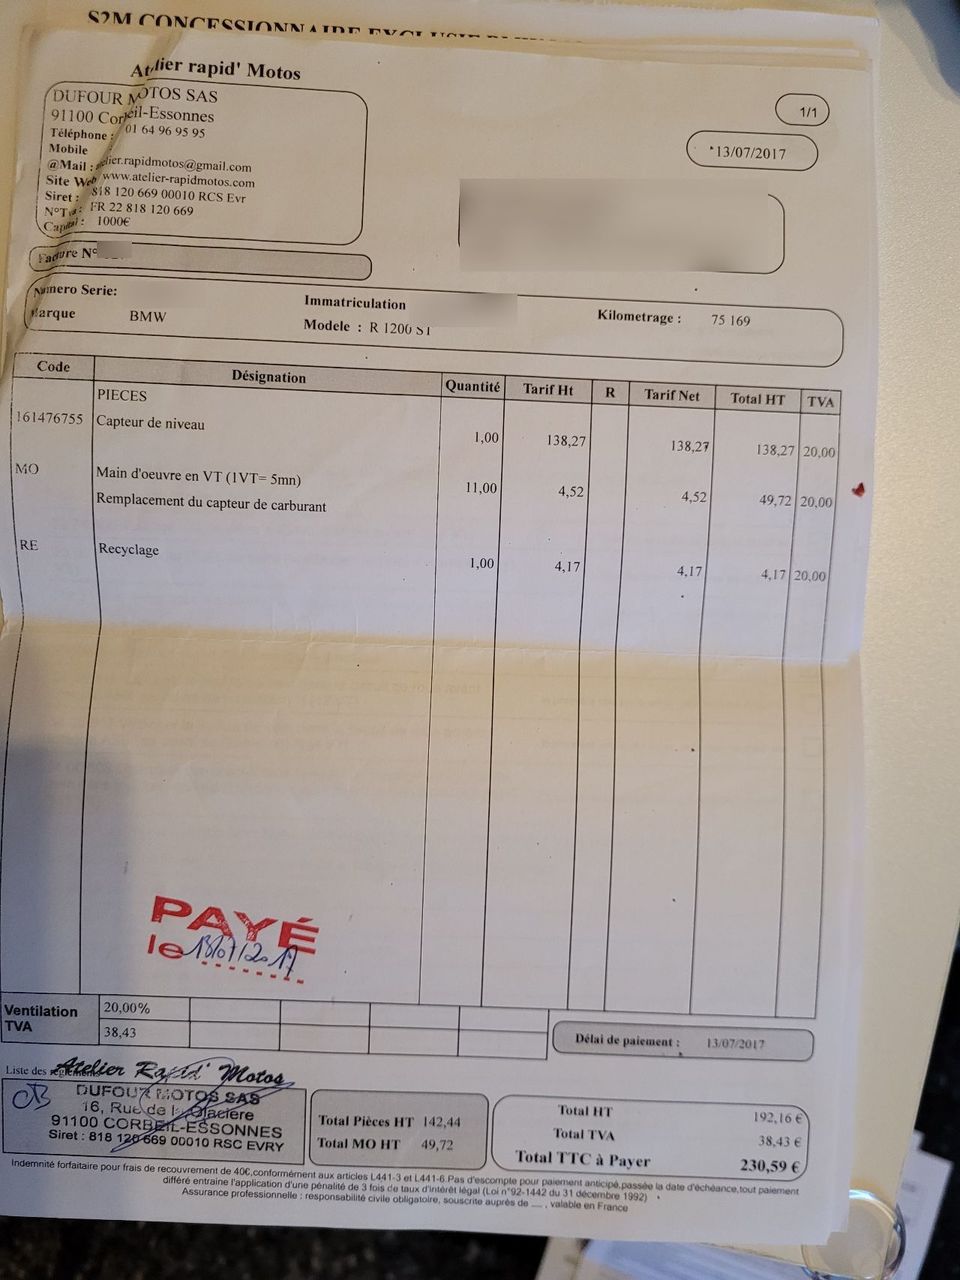 S2M CONCESSIONNAIRE EXCLUSIF
Atelier rapid' Motos
DUFOUR MOTOS SAS
91100 Corbeil-Essonnes
Téléphone : 01 64 96 95 95
Mobile
@Mail : atelier.rapidmotos@gmail.com
Site Web www.atelier-rapidmotos.com
Siret : 818 120 669 00010 RCS Evr
N°Tva : FR 22 818 120 669
Capital : 1000€
1/1
13/07/2017
Facture N°
Numero Serie:
Immatriculation
Kilometrage : 75 169
Marque BMW
Modele : R 1200 ST
Code Désignation Quantité Tarif Ht R Tarif Net Total HT TVA
PIECES
161476755 Capteur de niveau 1,00 138,27 138,27 138,27 20,00
MO Main d'oeuvre en VT (1VT= 5mn) 11,00 4,52 4,52 49,72 20,00
Remplacement du capteur de carburant
RE Recyclage 1,00 4,17 4,17 4,17 20,00
PAYÉ
le 13/07/2017
Ventilation TVA
20,00%
38,43
Délai de paiement : 13/07/2017
Liste des règlements
Atelier Rapid' Motos
DUFOUR MOTOS SAS
16, Rue de la Glaciere
91100 CORBEIL-ESSONNES
Siret : 818 120 669 00010 RSC EVRY
Total Pièces HT 142,44
Total MO HT 49,72
Total HT 192,16 €
Total TVA 38,43 €
Total TTC à Payer 230,59 €
Indemnité forfaitaire pour frais de recouvrement de 40€,conformément aux articles L441-3 et L441-6.Pas d'escompte pour paiement anticipé,passée la date d'échéance,tout paiement
différé entraine l'application d'une pénalité de 3 fois de taux d'intérêt légal (Loi n°92-1442 du 31 décembre 1992)
Assurance professionnelle : responsabilité civile obligatoire, souscrite auprès de ...., valable en France